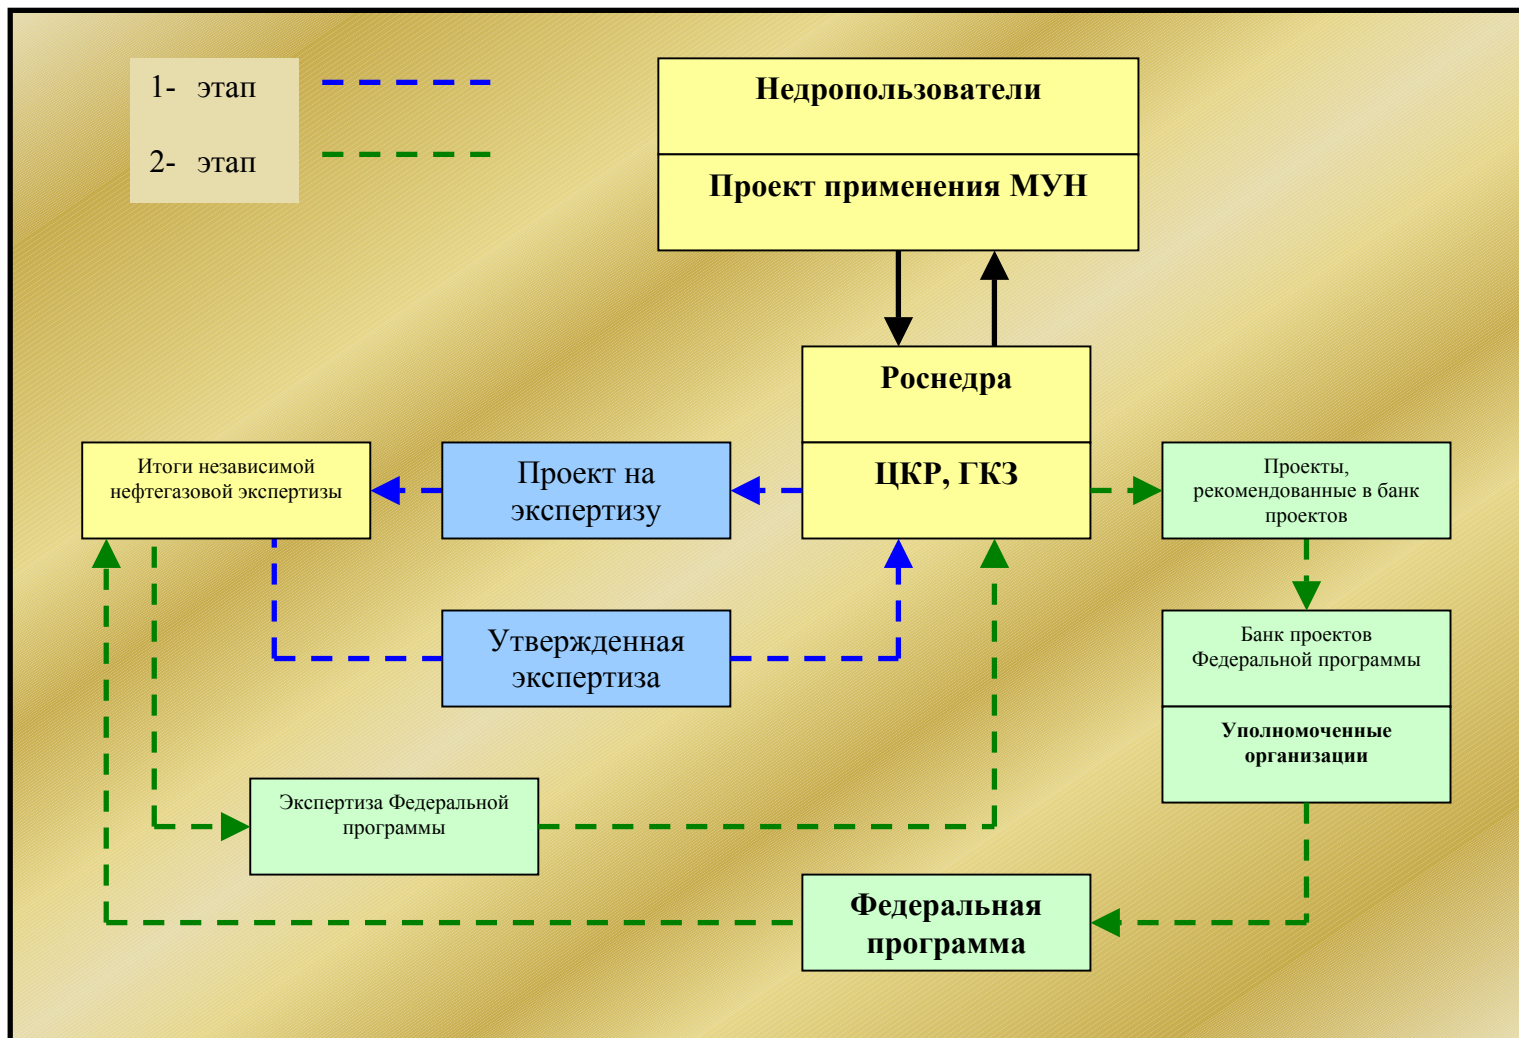 1- этап
2- этап
Недропользователи
Проект применения МУН
Роснедра
ЦКР, ГКЗ
Итоги независимой
нефтегазовой экспертизы
Проект на
экспертизу
Проекты,
рекомендованные в банк
проектов
Утвержденная
экспертиза
Банк проектов
Федеральной программы
Уполномоченные
организации
Экспертиза Федеральной
программы
Федеральная
программа